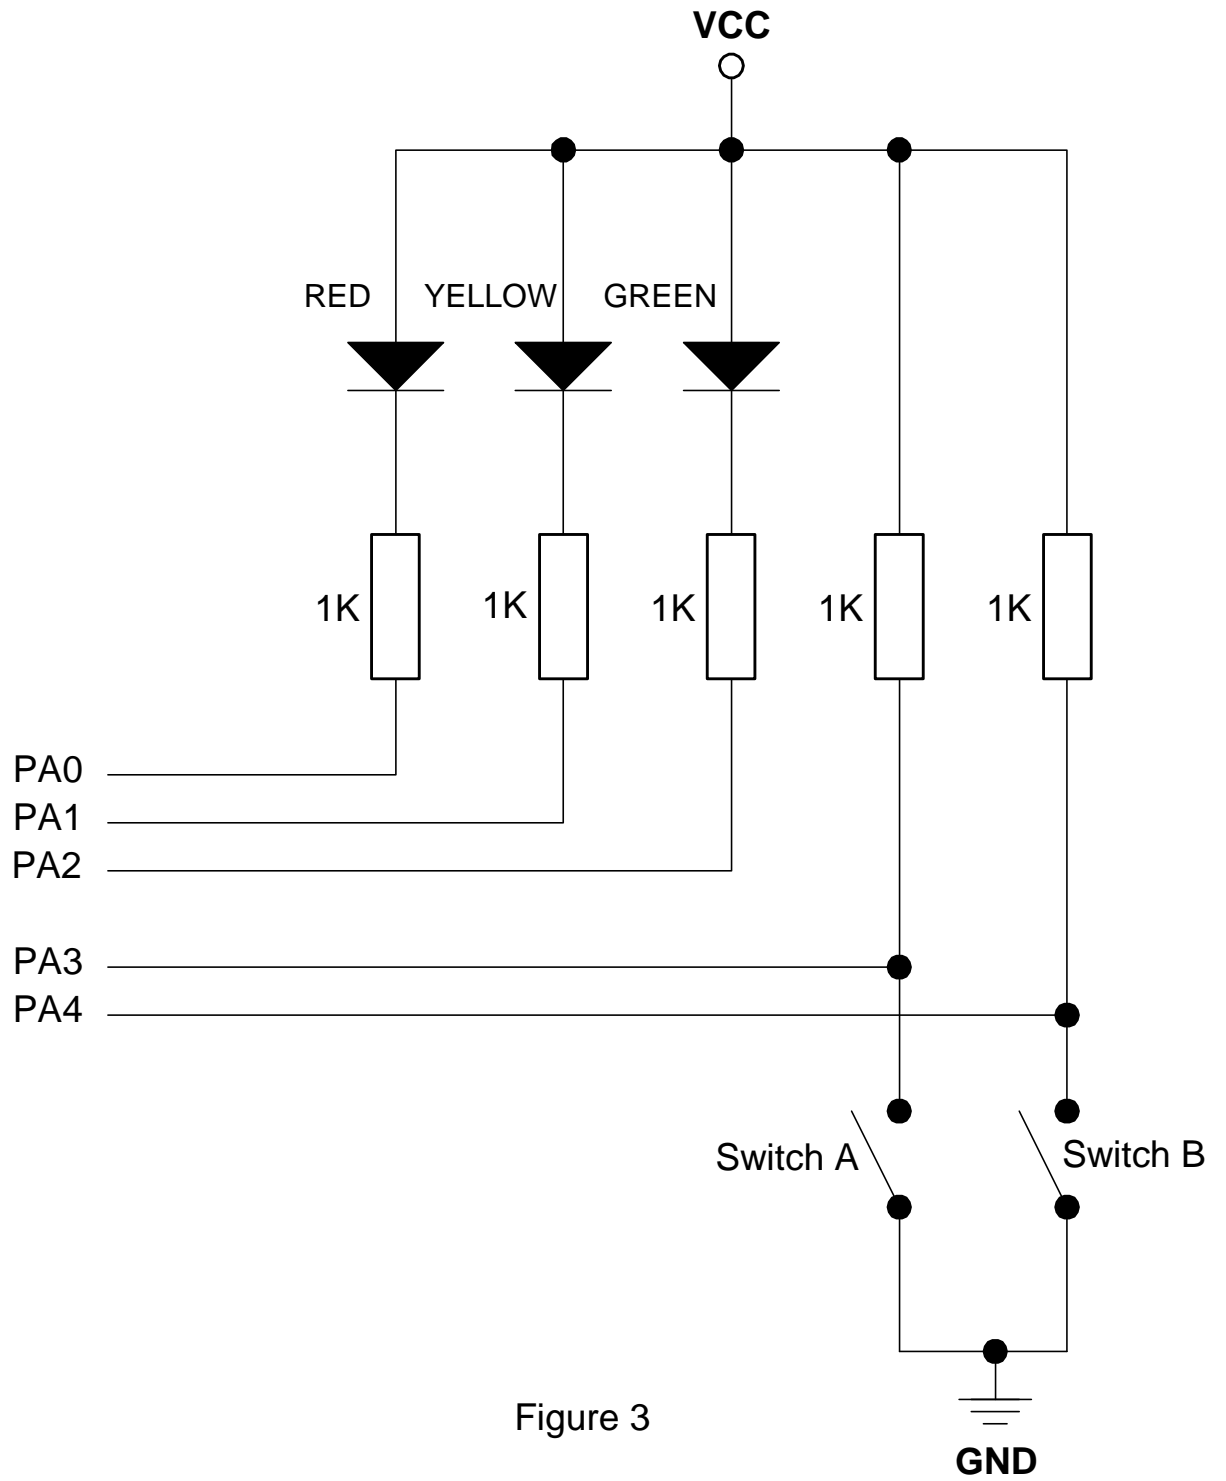 VCC
RED YELLOW GREEN
1K 1K 1K 1K 1K
PA0
PA1
PA2
PA3
PA4
Switch A Switch B
Figure 3
GND